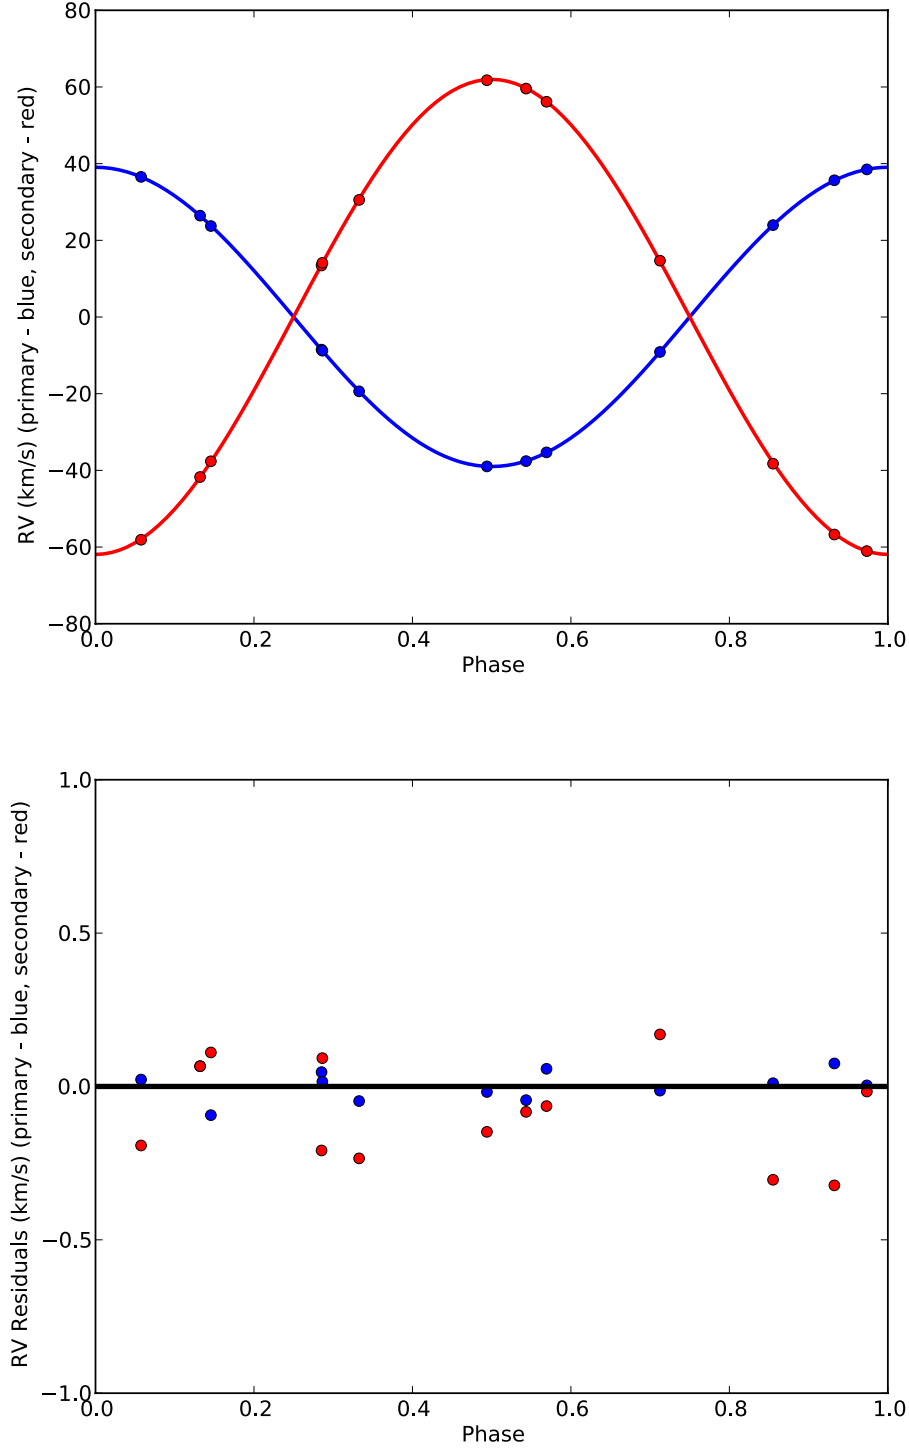 RV (km/s) (primary - blue, secondary - red)
80
60
40
20
0
−20
−40
−60
−80
0.0 0.2 0.4 0.6 0.8 1.0
Phase
RV Residuals (km/s) (primary - blue, secondary - red)
1.0
0.5
0.0
−0.5
−1.0
0.0 0.2 0.4 0.6 0.8 1.0
Phase